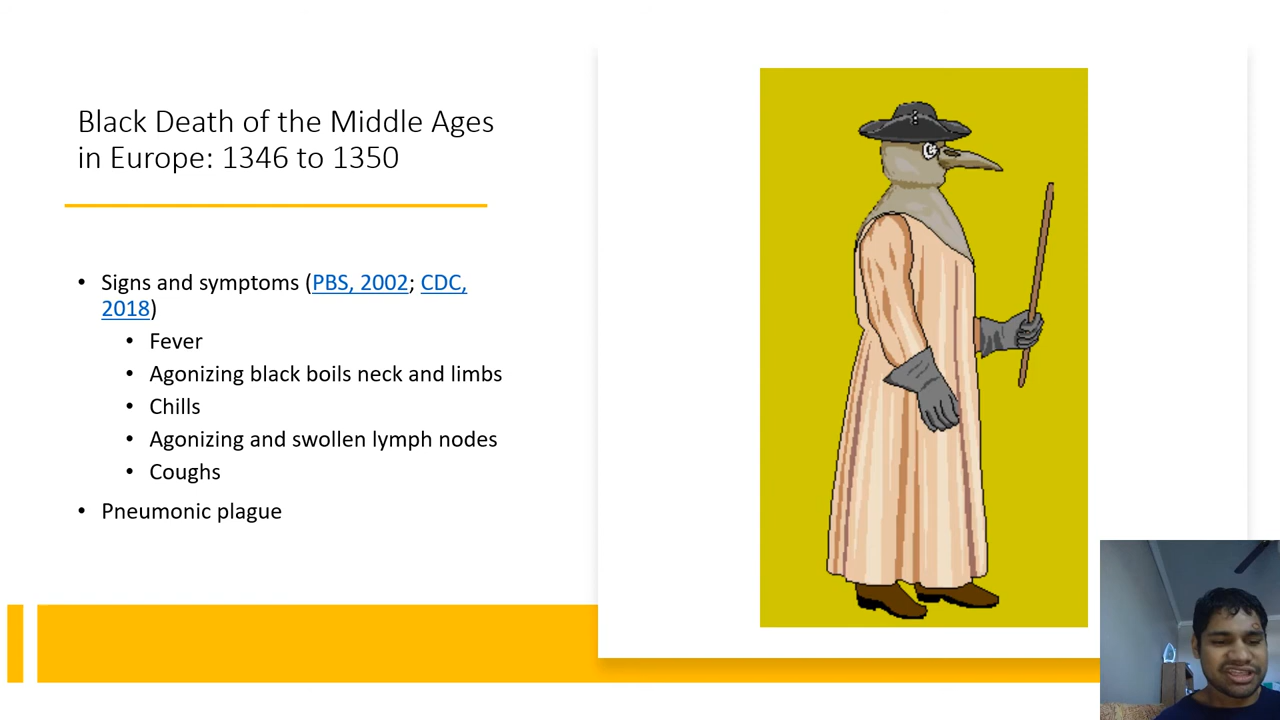 Black Death of the Middle Ages
in Europe: 1346 to 1350
• Signs and symptoms (PBS, 2002; CDC,
2018)
• Fever
• Agonizing black boils neck and limbs
• Chills
• Agonizing and swollen lymph nodes
• Coughs
• Pneumonic plague